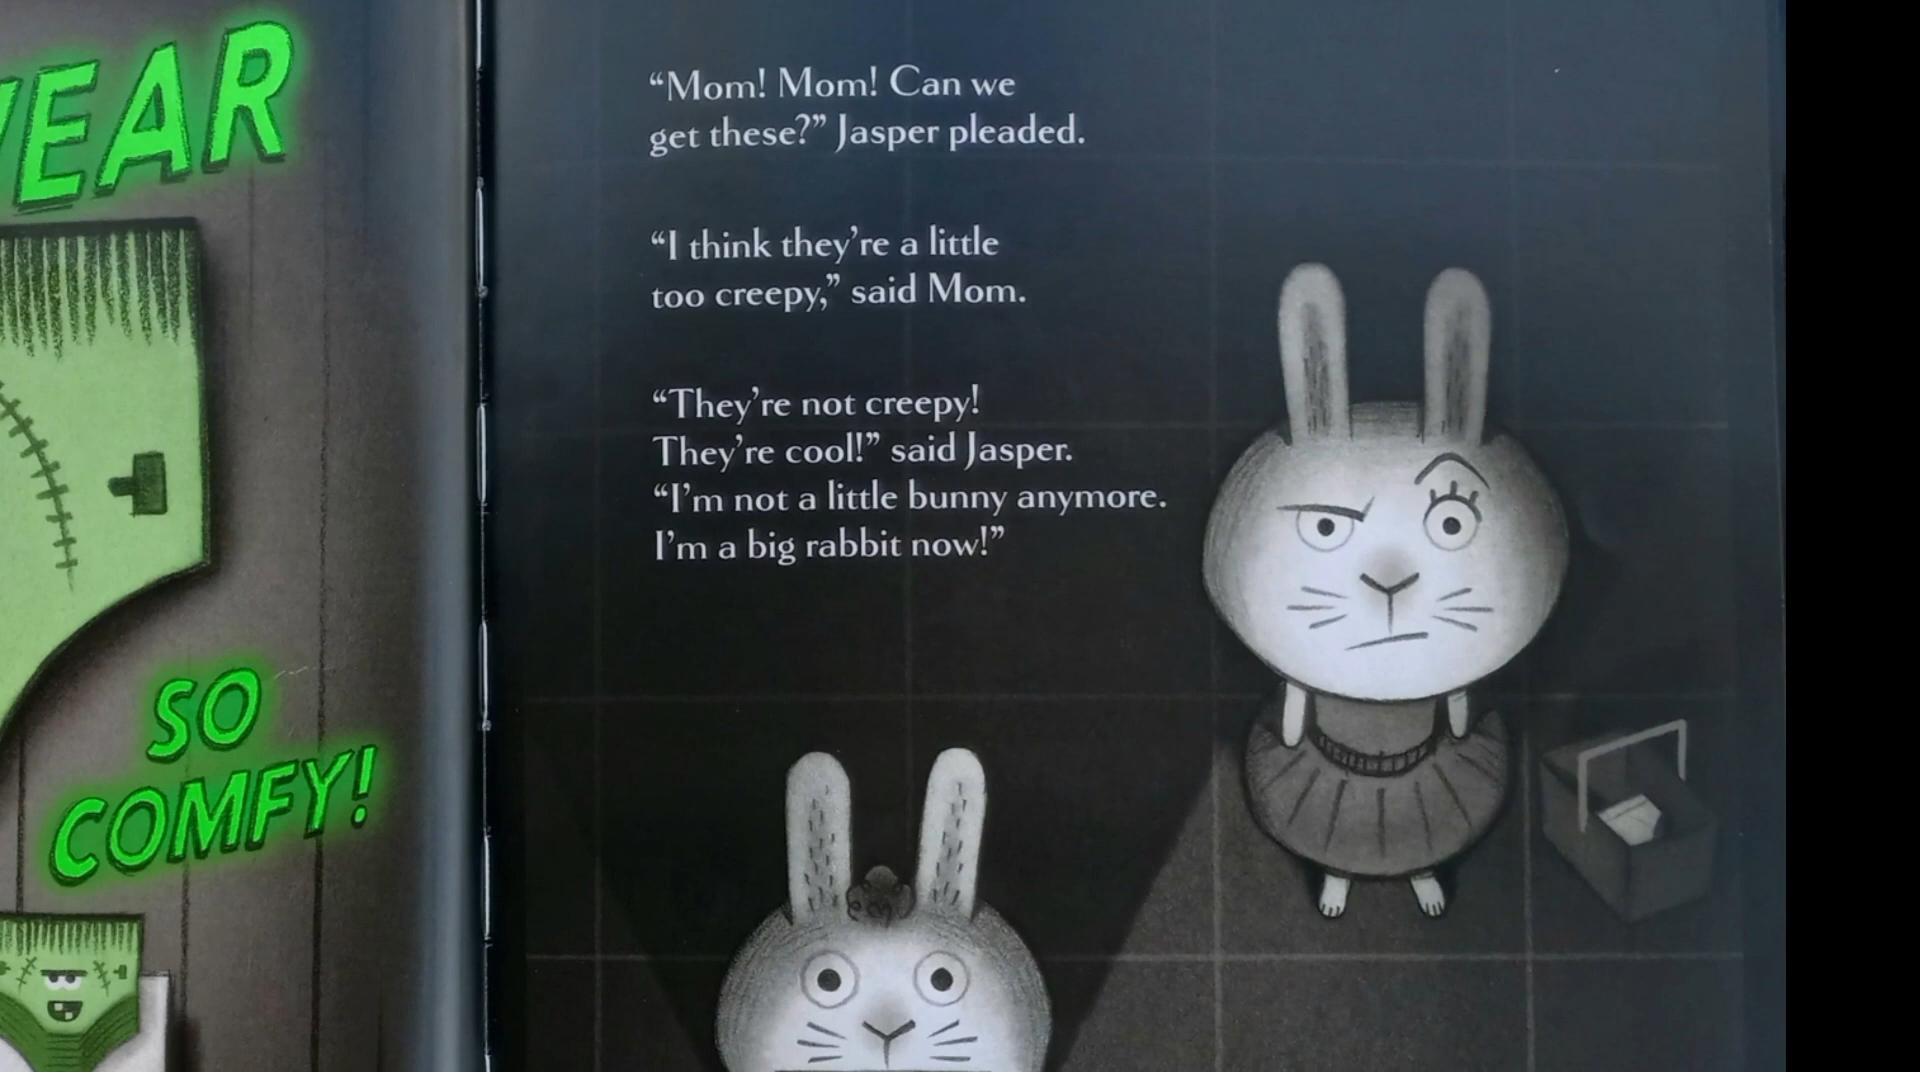 EAR
SO
COMFY!
“Mom! Mom! Can we
get these?” Jasper pleaded.
“I think they’re a little
too creepy,” said Mom.
“They’re not creepy!
They’re cool!” said Jasper.
“I’m not a little bunny anymore.
I’m a big rabbit now!”